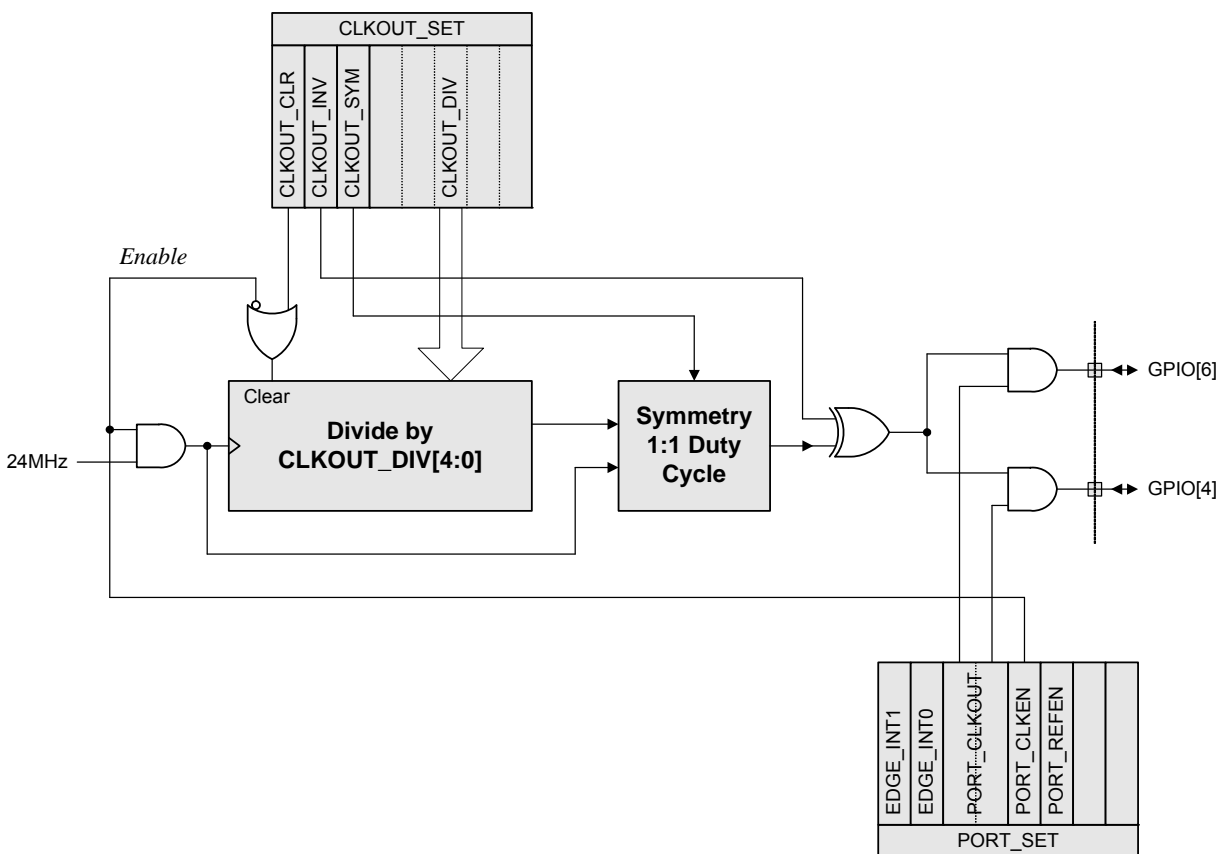 CLKOUT_SET
CLKOUT_CLR
CLKOUT_INV
CLKOUT_SYM
CLKOUT_DIV
Enable
Clear
Divide by
CLKOUT_DIV[4:0]
Symmetry
1:1 Duty
Cycle
24MHz
GPIO[6]
GPIO[4]
EDGE_INT1
EDGE_INT0
PORT_CLKOUT
PORT_CLKEN
PORT_REFEN
PORT_SET